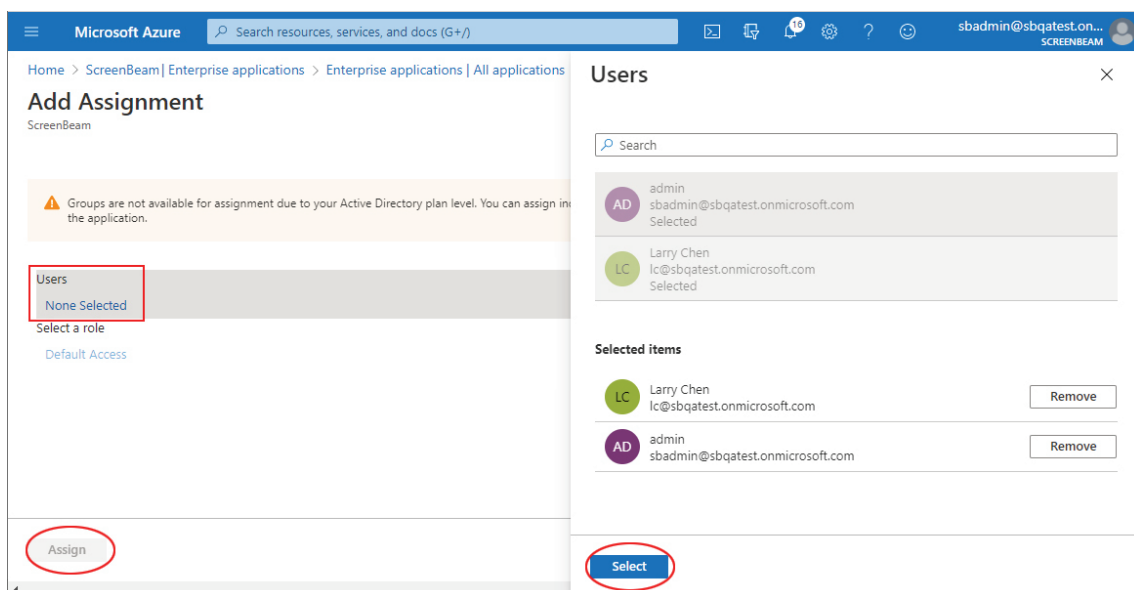 Microsoft Azure
Search resources, services, and docs (G+/)
16
sbadmin@sbqatest.on...
SCREENBEAM
Home > ScreenBeam | Enterprise applications > Enterprise applications | All applications
Add Assignment
ScreenBeam
Groups are not available for assignment due to your Active Directory plan level. You can assign
the application.
Users
None Selected
Select a role
Default Access
Assign
Users
Search
AD
admin
sbadmin@sbqatest.onmicrosoft.com
Selected
LC
Larry Chen
lc@sbqatest.onmicrosoft.com
Selected
Selected items
LC
Larry Chen
lc@sbqatest.onmicrosoft.com
Remove
AD
admin
sbadmin@sbqatest.onmicrosoft.com
Remove
Select